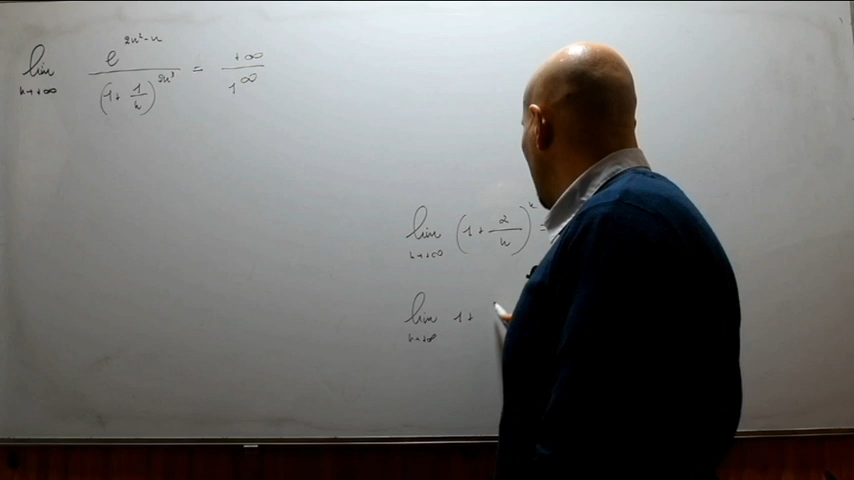 lim n→+∞ e^(2n²-n) / (1 + 1/n)^(2n³) = +∞ / 1^∞
lim n→+∞ (1 + 2/n)^n =
lim n→+∞ 1+